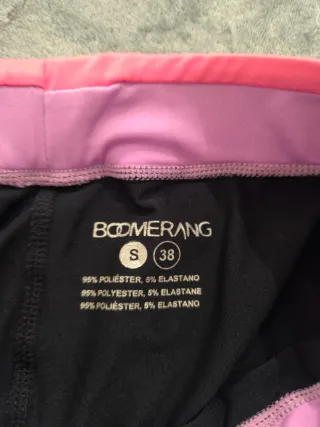 BOOMERANG
S 38
95% POLIÉSTER, 5% ELASTANO
95% POLYESTER, 5% ELASTANE
95% POLIÉSTER, 5% ELASTANO